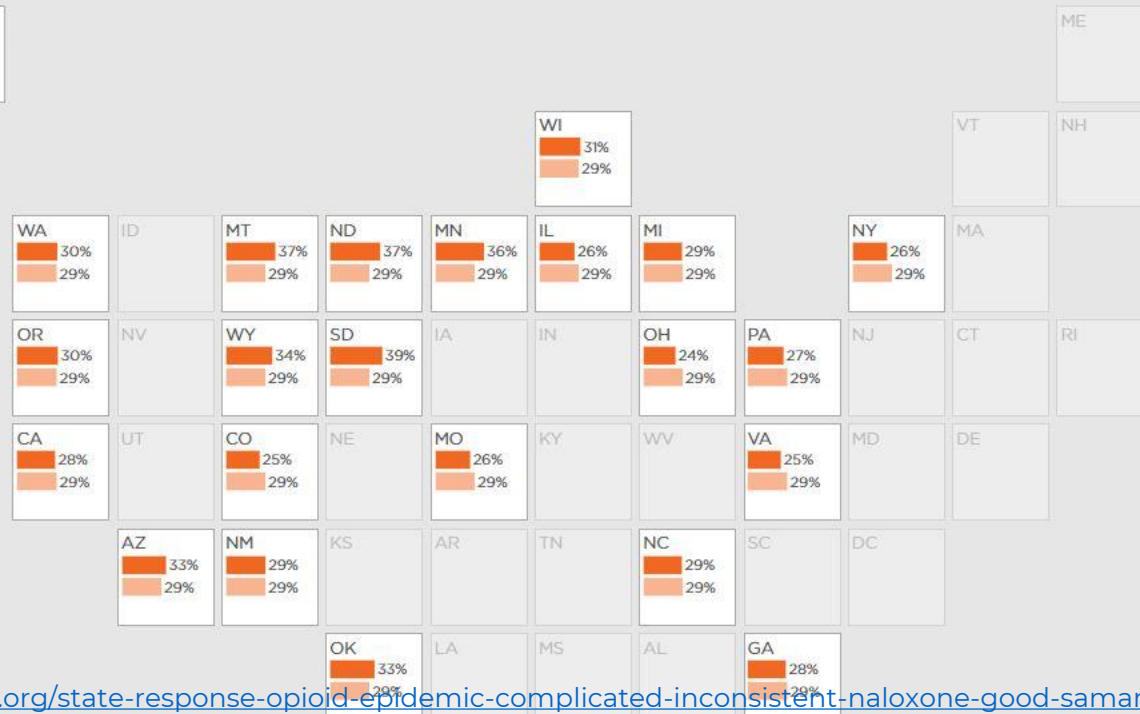 ME
WI
31%
29%
VT
NH
WA
30%
29%
ID
MT
37%
29%
ND
37%
29%
MN
36%
29%
IL
26%
29%
MI
29%
29%
NY
26%
29%
MA
OR
30%
29%
NV
WY
34%
29%
SD
39%
29%
IA
IN
OH
24%
29%
PA
27%
29%
NJ
CT
RI
CA
28%
29%
UT
CO
25%
29%
NE
MO
26%
29%
KY
WV
VA
25%
29%
MD
DE
AZ
33%
29%
NM
29%
29%
KS
AR
TN
NC
29%
29%
SC
DC
OK
33%
29%
LA
MS
AL
GA
28%
29%
.org/state-response-opioid-epidemic-complicated-inconsistent-naloxone-good-samar